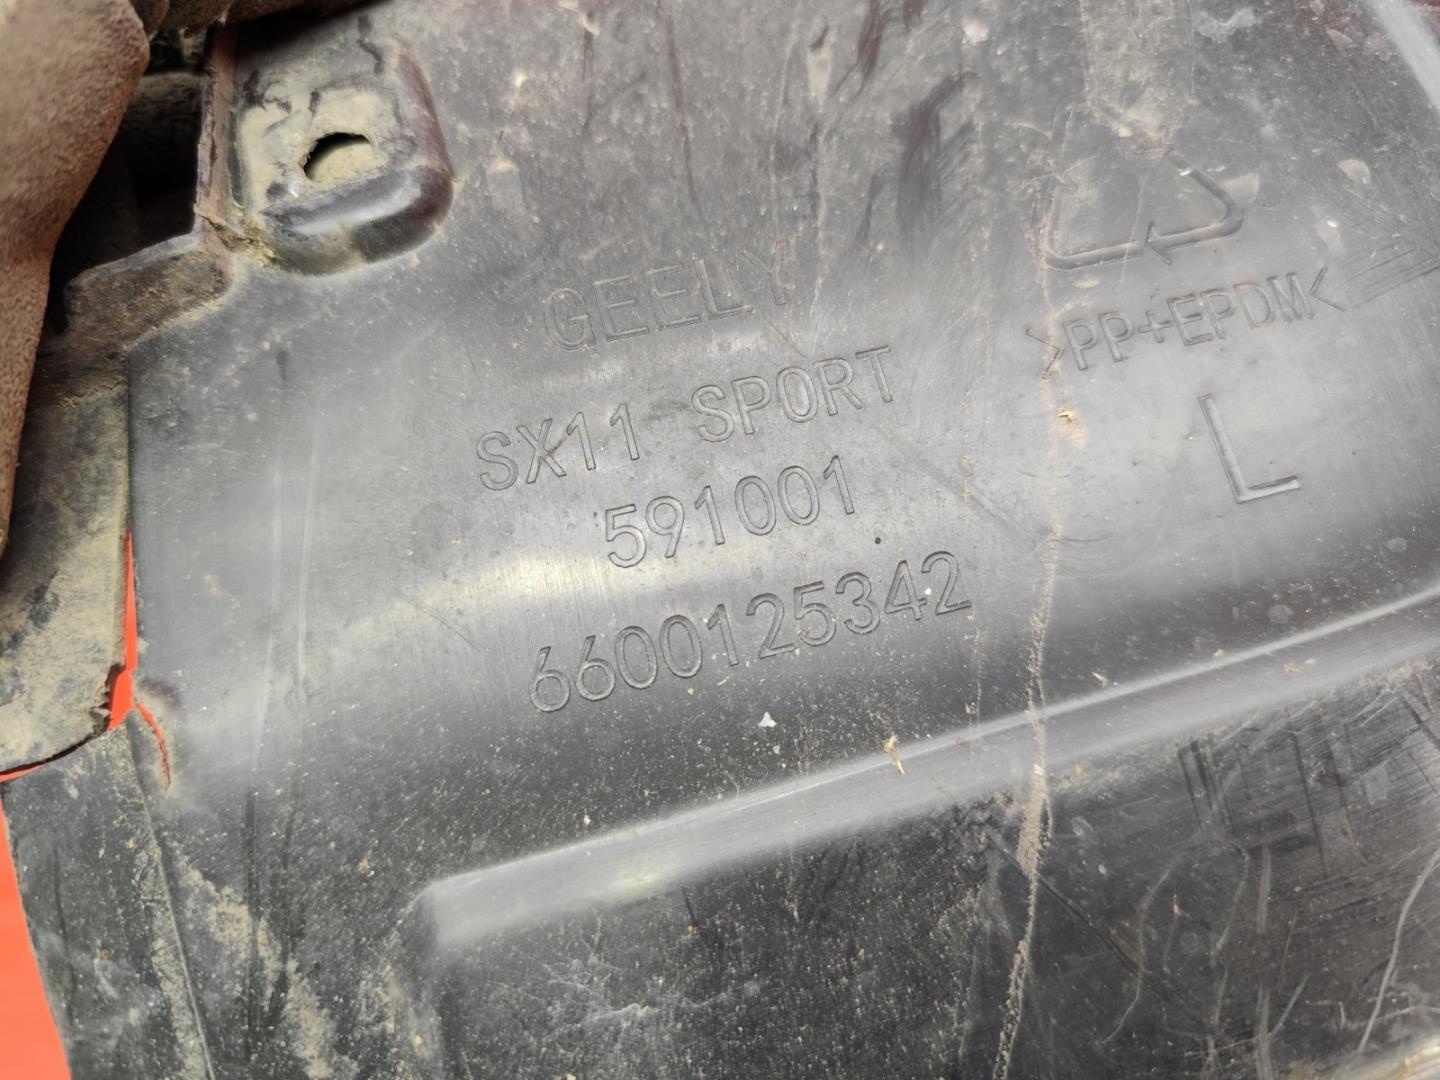 GEELY
SX11 SPORT
591001
6600125342
>PP+EPDM<
L